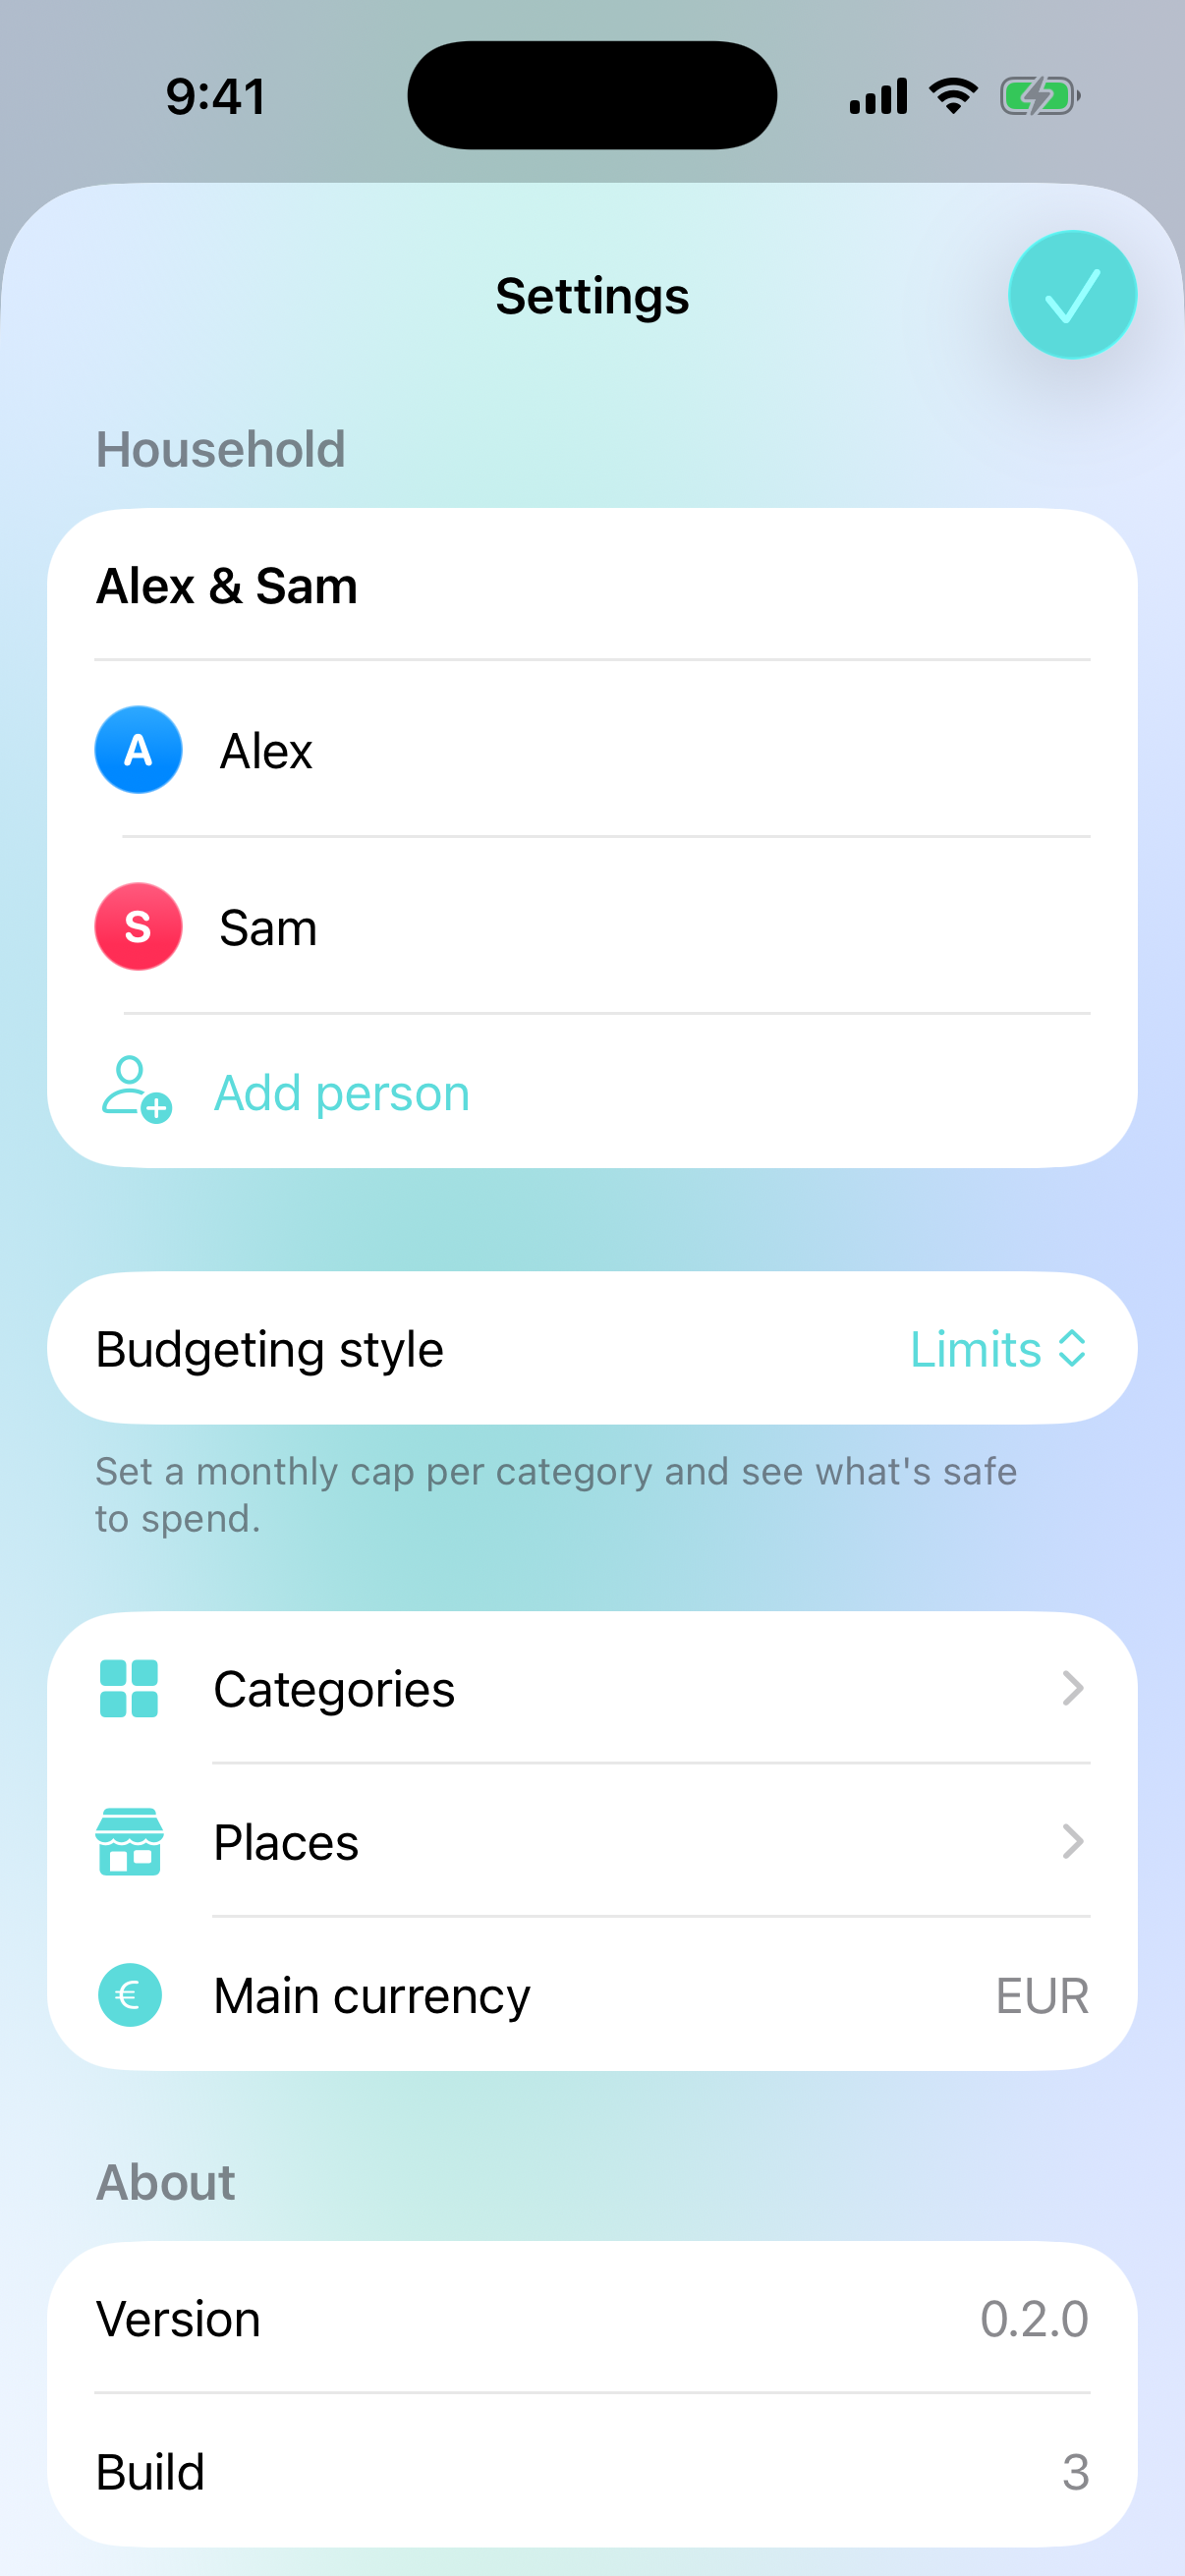 9:41
Settings
Household
Alex & Sam
A Alex
S Sam
Add person
Budgeting style Limits
Set a monthly cap per category and see what's safe
to spend.
Categories
Places
€ Main currency EUR
About
Version 0.2.0
Build 3